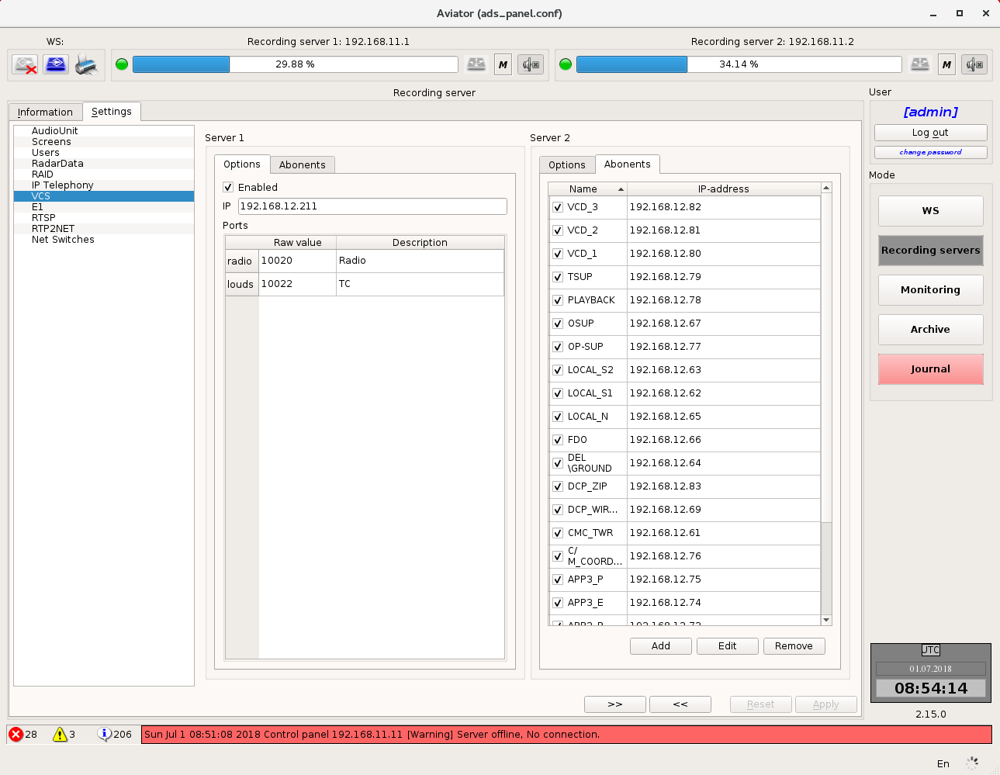 Aviator (ads_panel.conf)
WS:
Recording server 1: 192.168.11.1
Recording server 2: 192.168.11.2
29.88 %
M
34.14 %
M
Recording server
User
Information
Settings
[admin]
Log out
change password
Mode
WS
Recording servers
Monitoring
Archive
Journal
AudioUnit
Screens
Users
RadarData
RAID
IP Telephony
VCS
E1
RTSP
RTP2NET
Net Switches
Server 1
Options
Abonents
Enabled
IP 192.168.12.211
Ports
Raw value Description
radio 10020 Radio
louds 10022 TC
Server 2
Options
Abonents
Name IP-address
VCD_3 192.168.12.82
VCD_2 192.168.12.81
VCD_1 192.168.12.80
TSUP 192.168.12.79
PLAYBACK 192.168.12.78
OSUP 192.168.12.67
OP-SUP 192.168.12.77
LOCAL_S2 192.168.12.63
LOCAL_S1 192.168.12.62
LOCAL_N 192.168.12.65
FDO 192.168.12.66
DEL
\GROUND 192.168.12.64
DCP_ZIP 192.168.12.83
DCP_WIR... 192.168.12.69
CMC_TWR 192.168.12.61
C/
M_COORD... 192.168.12.76
APP3_P 192.168.12.75
APP3_E 192.168.12.74
Add
Edit
Remove
>>
<<
Reset
Apply
UTC
01.07.2018
08:54:14
2.15.0
28
3
206
Sun Jul 1 08:51:08 2018 Control panel 192.168.11.11 [Warning] Server offline, No connection.
En